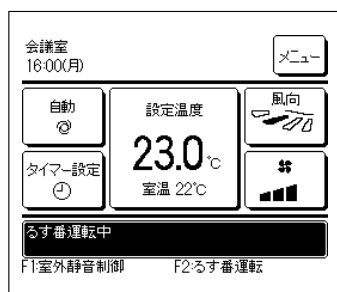 会議室
16:00(月)
メニュー
自動
設定温度
風向
23.0℃
タイマー設定
室温 22℃
るす番運転中
F1:室外静音制御 F2:るす番運転